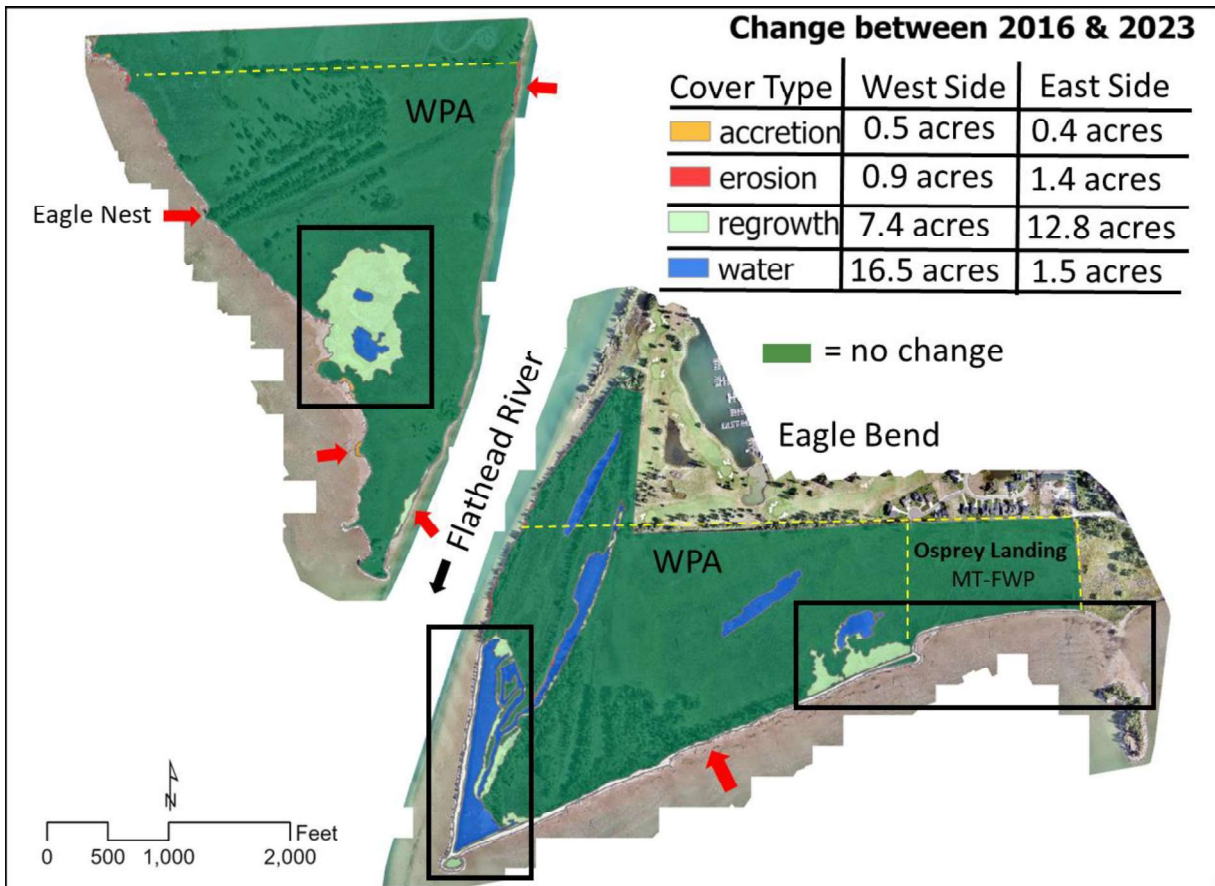 Change between 2016 & 2023
Cover Type West Side East Side
accretion 0.5 acres 0.4 acres
erosion 0.9 acres 1.4 acres
regrowth 7.4 acres 12.8 acres
water 16.5 acres 1.5 acres
= no change
WPA
Eagle Nest
Flathead River
Eagle Bend
WPA
Osprey Landing
MT-FWP
N
Feet
0 500 1,000 2,000